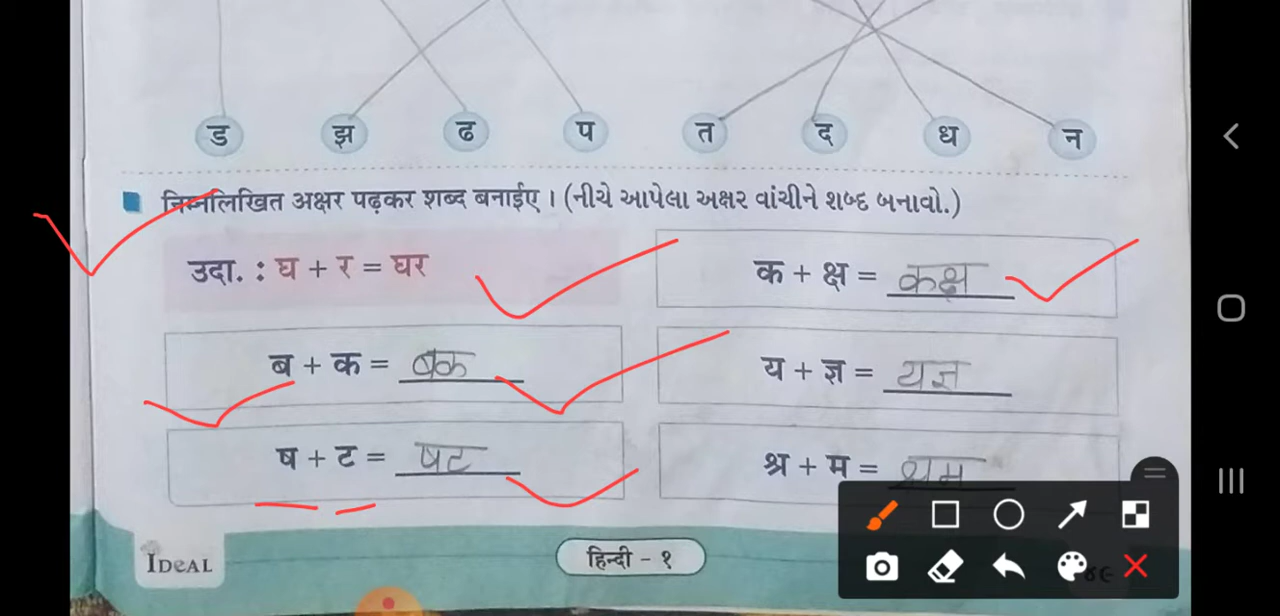 ड झ ढ प त द ध न
निम्नलिखित अक्षर पढ़कर शब्द बनाईए । (નીચે આપેલા અક્ષર વાંચીને શબ્દ બનાવો.)
उदा. : घ + र = घर
क + क्ष = कक्ष
ब + क = बक
य + ज्ञ = यज्ञ
ष + ट = षट
श्र + म = श्रम
IDEAL
हिन्दी - १